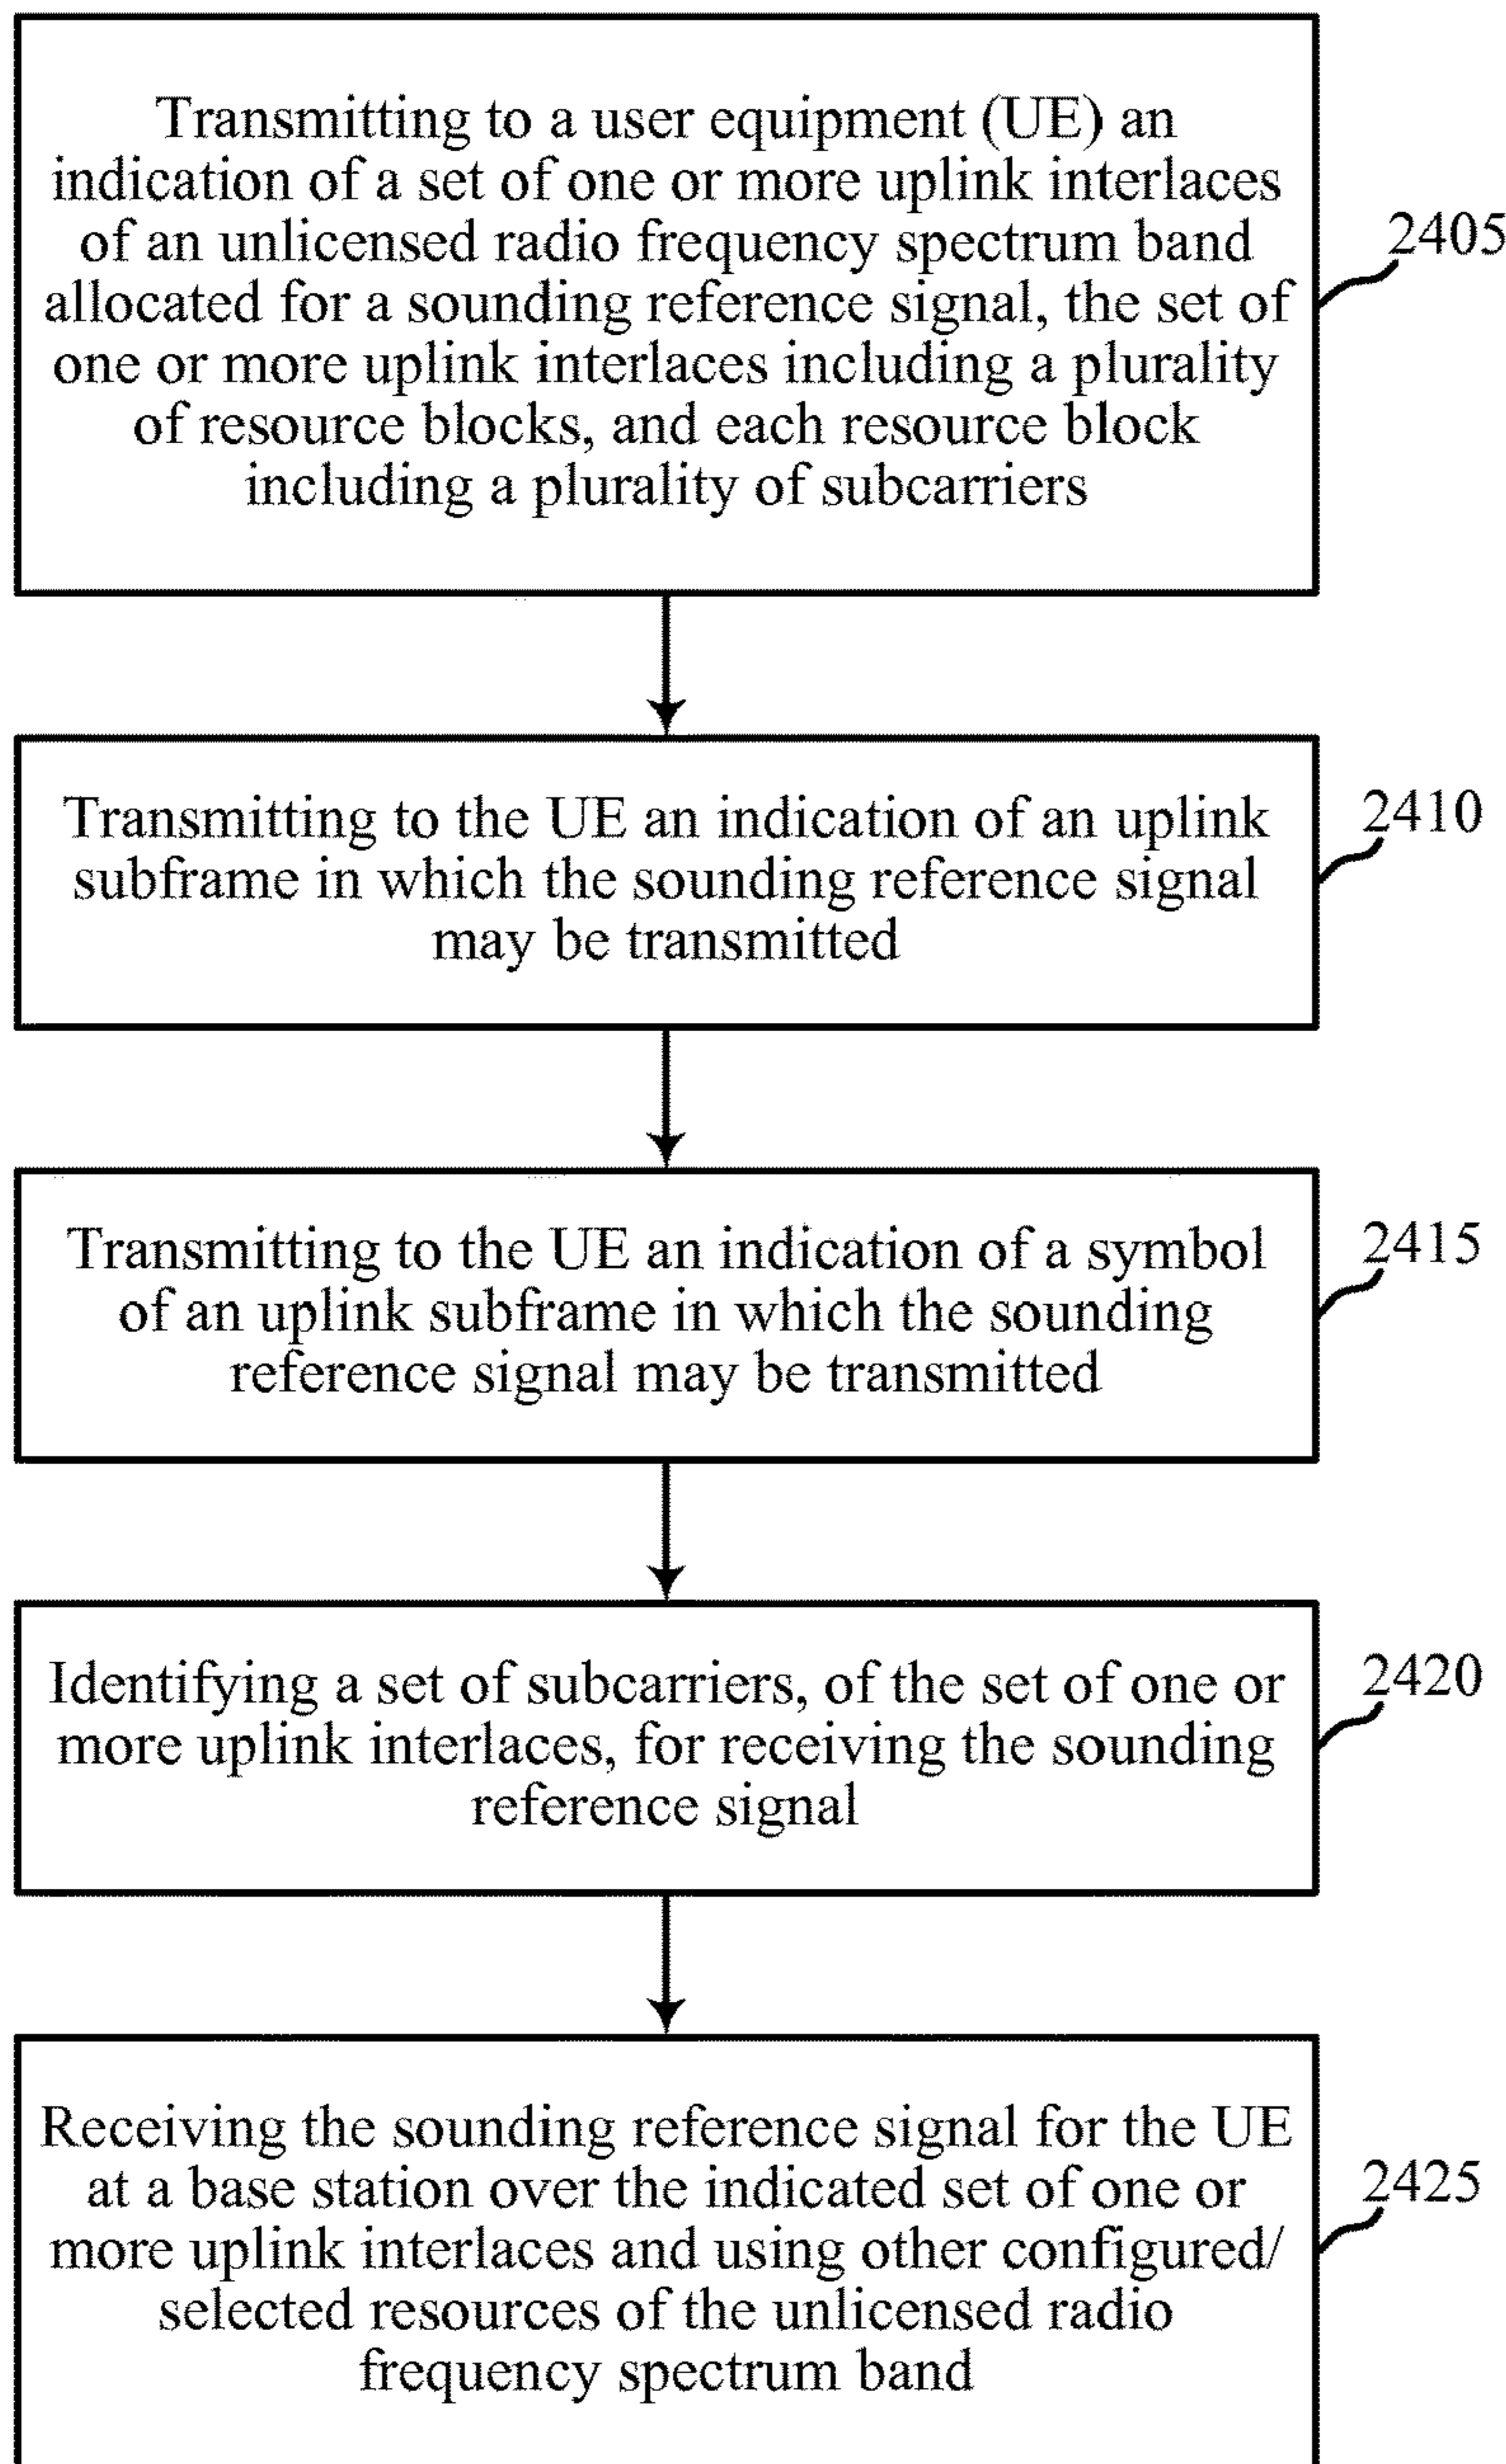 Transmitting to a user equipment (UE) an
indication of a set of one or more uplink interlaces
of an unlicensed radio frequency spectrum band
allocated for a sounding reference signal, the set of
one or more uplink interlaces including a plurality
of resource blocks, and each resource block
including a plurality of subcarriers
2405
Transmitting to the UE an indication of an uplink
subframe in which the sounding reference signal
may be transmitted
2410
Transmitting to the UE an indication of a symbol
of an uplink subframe in which the sounding
reference signal may be transmitted
2415
Identifying a set of subcarriers, of the set of one or
more uplink interlaces, for receiving the sounding
reference signal
2420
Receiving the sounding reference signal for the UE
at a base station over the indicated set of one or
more uplink interlaces and using other configured/
selected resources of the unlicensed radio
frequency spectrum band
2425